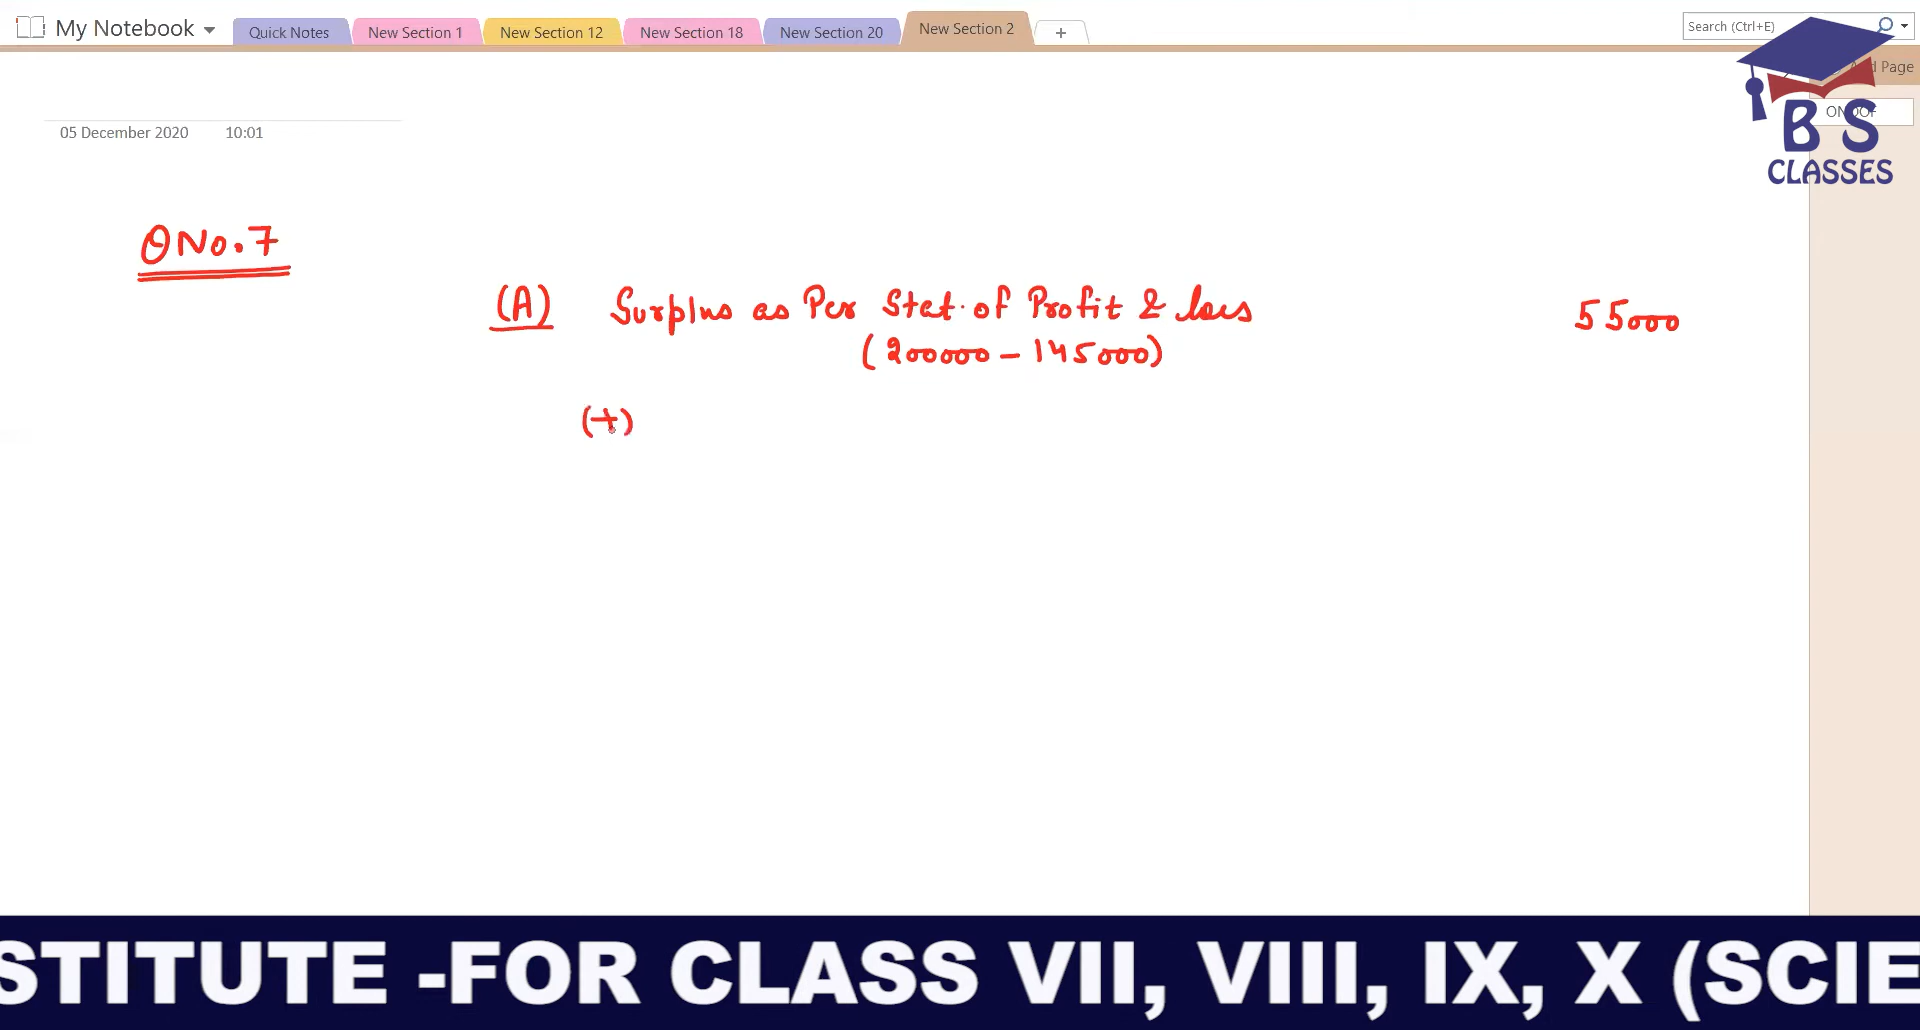 My Notebook
Quick Notes
New Section 1
New Section 12
New Section 18
New Section 20
New Section 2
+
Search (Ctrl+E)
d Page
B S
CLASSES
05 December 2020 10:01
QNo.7
(A) Surplus as Per Stat. of Profit & loss 55000
(200000 - 145000)
(+)
STITUTE -FOR CLASS VII, VIII, IX, X (SCIE